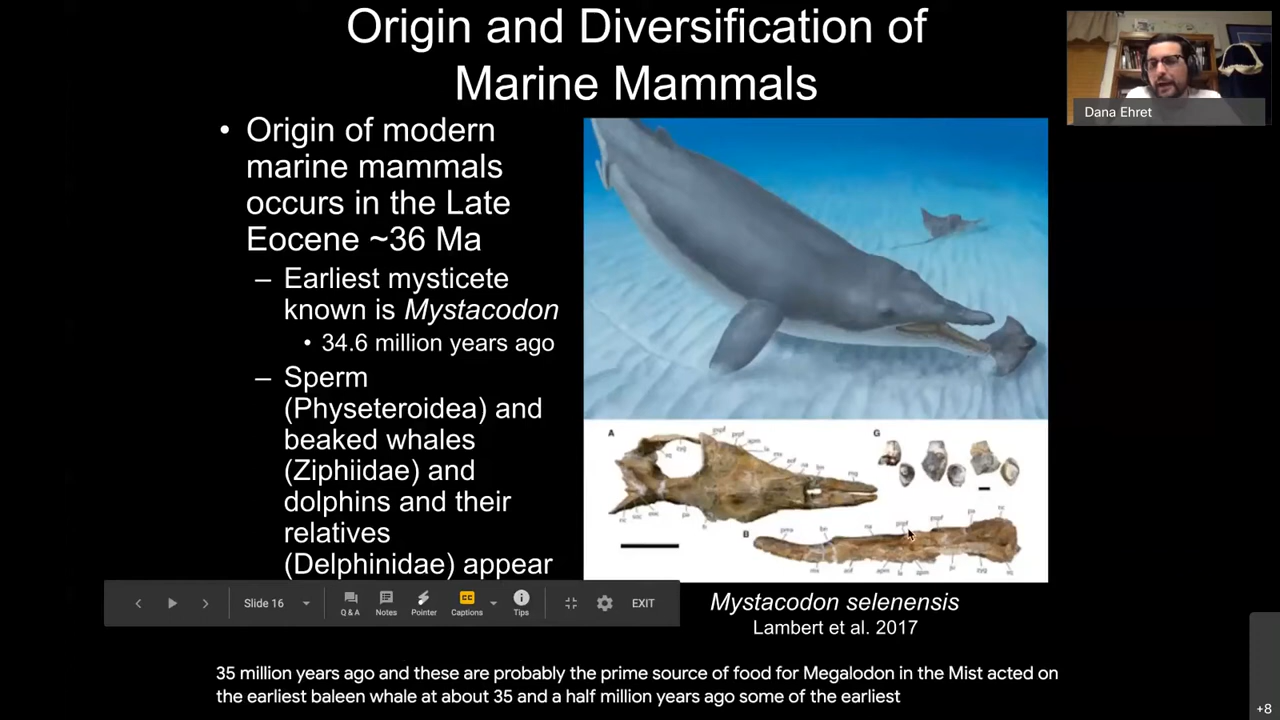 Origin and Diversification of
Marine Mammals
Dana Ehret
• Origin of modern
marine mammals
occurs in the Late
Eocene ~36 Ma
– Earliest mysticete
known is Mystacodon
• 34.6 million years ago
– Sperm
(Physeteroidea) and
beaked whales
(Ziphiidae) and
dolphins and their
relatives
(Delphinidae) appear
A
G
B
Mystacodon selenensis
Lambert et al. 2017
Slide 16
Q & A
Notes
Pointer
Captions
Tips
EXIT
35 million years ago and these are probably the prime source of food for Megalodon in the Mist acted on
the earliest baleen whale at about 35 and a half million years ago some of the earliest
+8